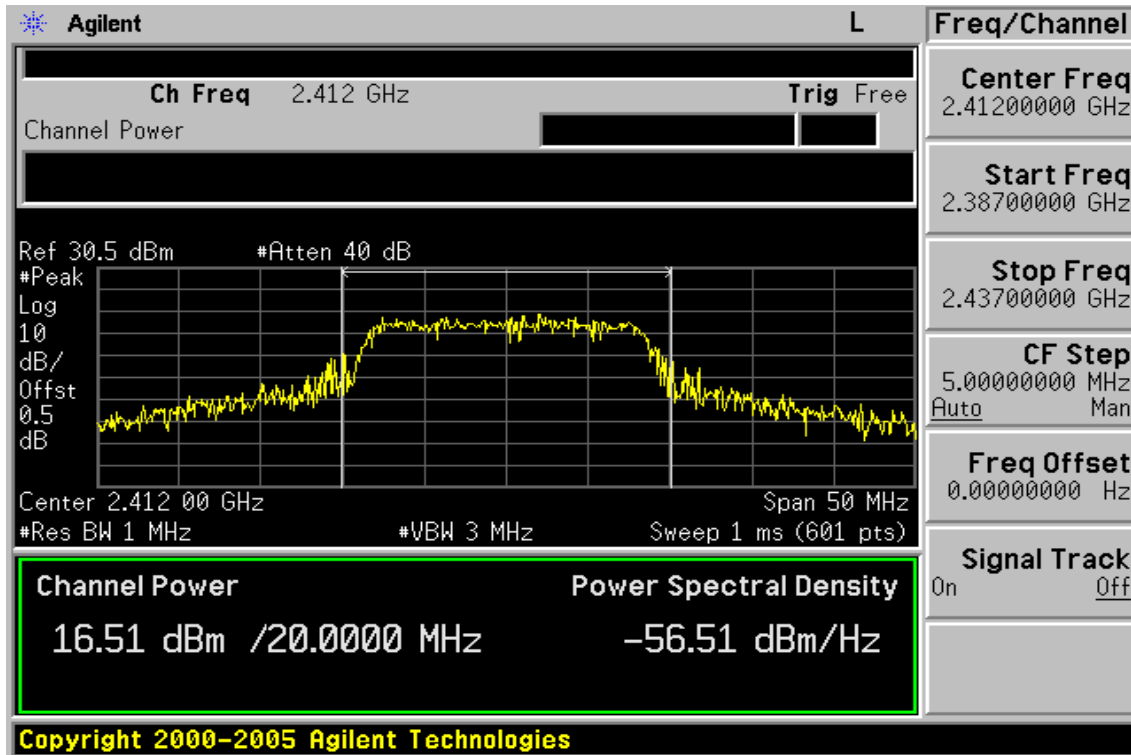 Agilent L
Ch Freq 2.412 GHz Trig Free
Channel Power
Ref 30.5 dBm #Atten 40 dB
#Peak
Log
10
dB/
Offst
0.5
dB
Center 2.412 00 GHz Span 50 MHz
#Res BW 1 MHz #VBW 3 MHz Sweep 1 ms (601 pts)
Channel Power Power Spectral Density
16.51 dBm /20.0000 MHz -56.51 dBm/Hz
Copyright 2000-2005 Agilent Technologies
Freq/Channel
Center Freq
2.41200000 GHz
Start Freq
2.38700000 GHz
Stop Freq
2.43700000 GHz
CF Step
5.00000000 MHz
Auto Man
Freq Offset
0.00000000 Hz
Signal Track
On Off